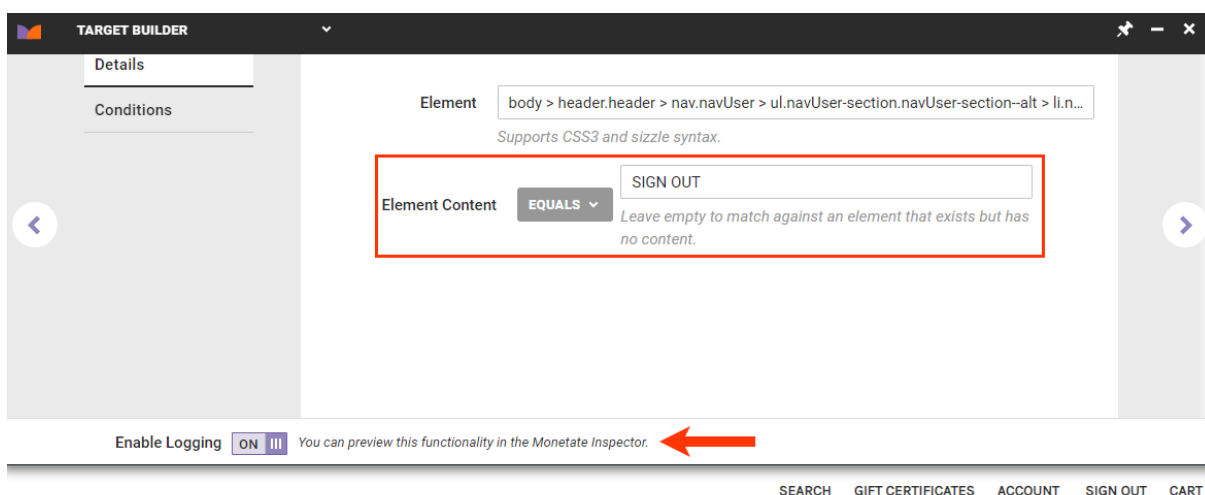 TARGET BUILDER
Details
Conditions
Element body > header.header > nav.navUser > ul.navUser-section.navUser-section--alt > li.n...
Supports CSS3 and sizzle syntax.
Element Content EQUALS SIGN OUT
Leave empty to match against an element that exists but has
no content.
Enable Logging ON You can preview this functionality in the Monetate Inspector.
SEARCH GIFT CERTIFICATES ACCOUNT SIGN OUT CART